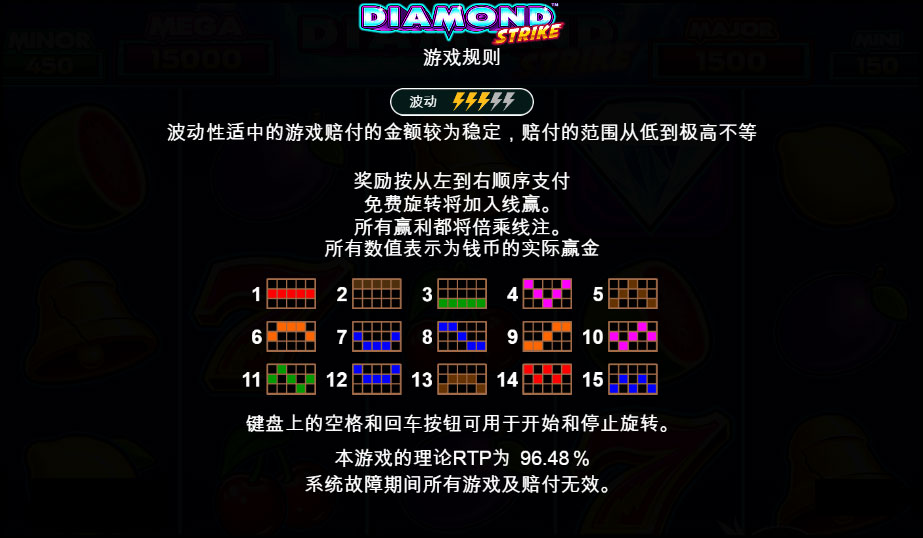 DIAMOND
STRIKE™
MINOR
450
MEGA
15000
MAJOR
1500
MINI
150
游戏规则
波动
波动性适中的游戏赔付的金额较为稳定，赔付的范围从低到极高不等
奖励按从左到右顺序支付
免费旋转将加入线赢。
所有赢利都将倍乘线注。
所有数值表示为钱币的实际赢金
1 2 3 4 5
6 7 8 9 10
11 12 13 14 15
键盘上的空格和回车按钮可用于开始和停止旋转。
本游戏的理论RTP为 96.48%
系统故障期间所有游戏及赔付无效。